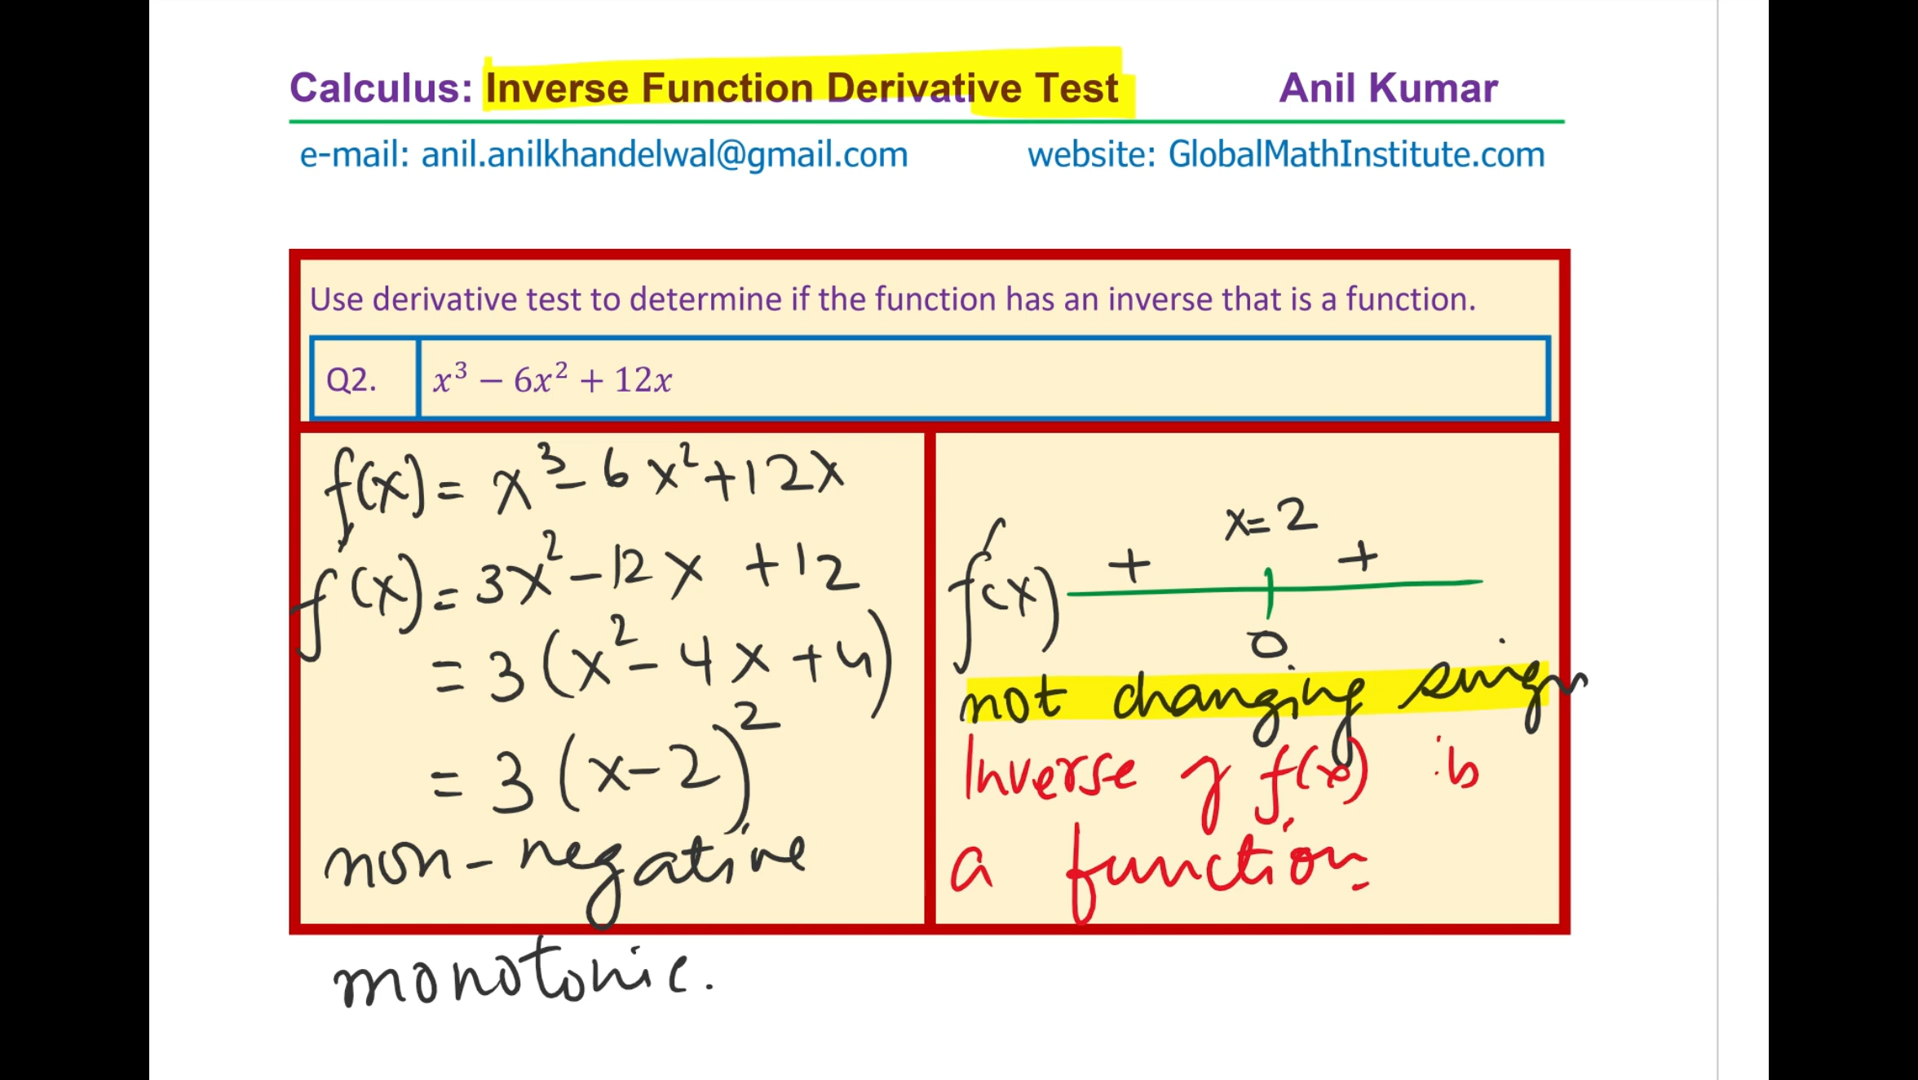 Calculus: Inverse Function Derivative Test Anil Kumar
e-mail: anil.anilkhandelwal@gmail.com website: GlobalMathInstitute.com
Use derivative test to determine if the function has an inverse that is a function.
Q2. x³ − 6x² + 12x
f(x) = x³ - 6x² + 12x
f'(x) = 3x² - 12x + 12
= 3(x² - 4x + 4)
= 3(x-2)²
non-negative
monotonic.
x=2
f'(x) + +
0
not changing sign
Inverse of f(x) is
a function.